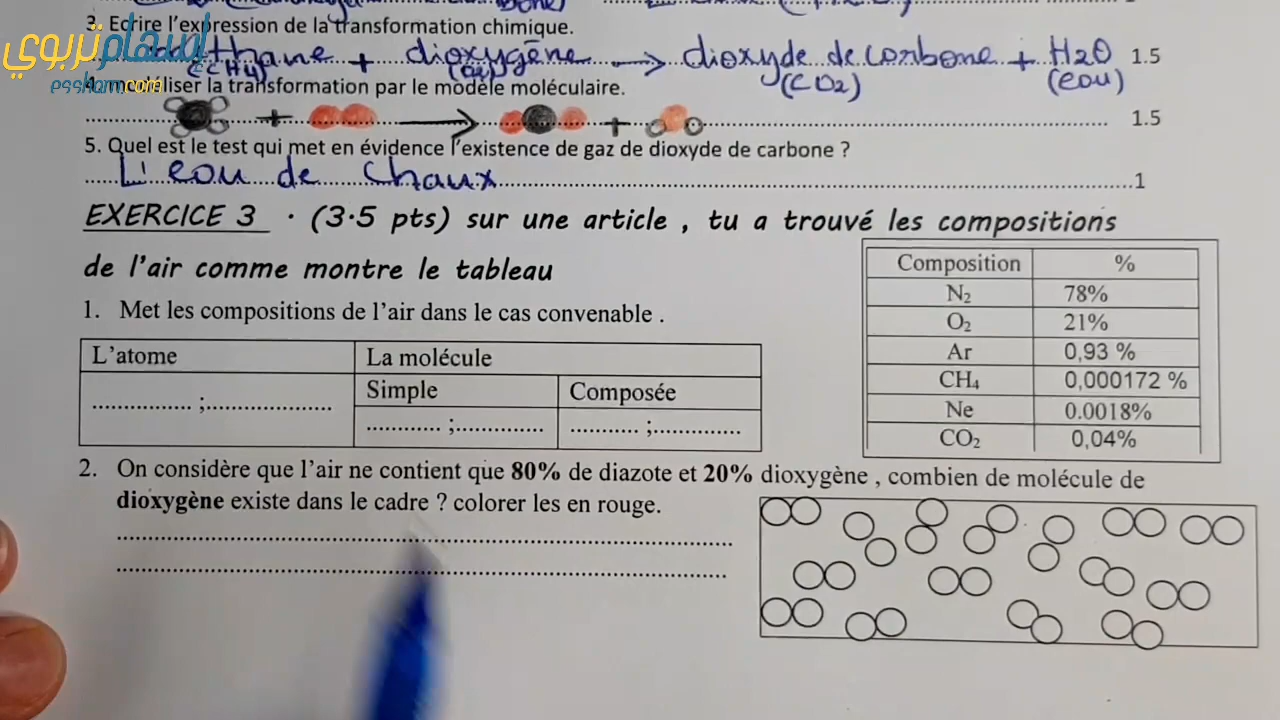 3. Ecrire l'expression de la transformation chimique.
إسهام تربوي
essham.com
+ dioxygène → dioxyde de carbone + H2O 1.5
(CH4) (CO2) (eau)
modéliser la transformation par le modèle moléculaire.
+ → + 1.5
5. Quel est le test qui met en évidence l'existence de gaz de dioxyde de carbone ?
L'eau de chaux 1
EXERCICE 3 · (3·5 pts) sur une article , tu a trouvé les compositions
de l'air comme montre le tableau
Composition %
N₂ 78%
O₂ 21%
Ar 0,93 %
CH₄ 0,000172 %
Ne 0.0018%
CO₂ 0,04%
1. Met les compositions de l'air dans le cas convenable .
L'atome La molécule
Simple Composée
................ ;.................... ............ ;.............. ........... ;..............
2. On considère que l'air ne contient que 80% de diazote et 20% dioxygène , combien de molécule de
dioxygène existe dans le cadre ? colorer les en rouge.